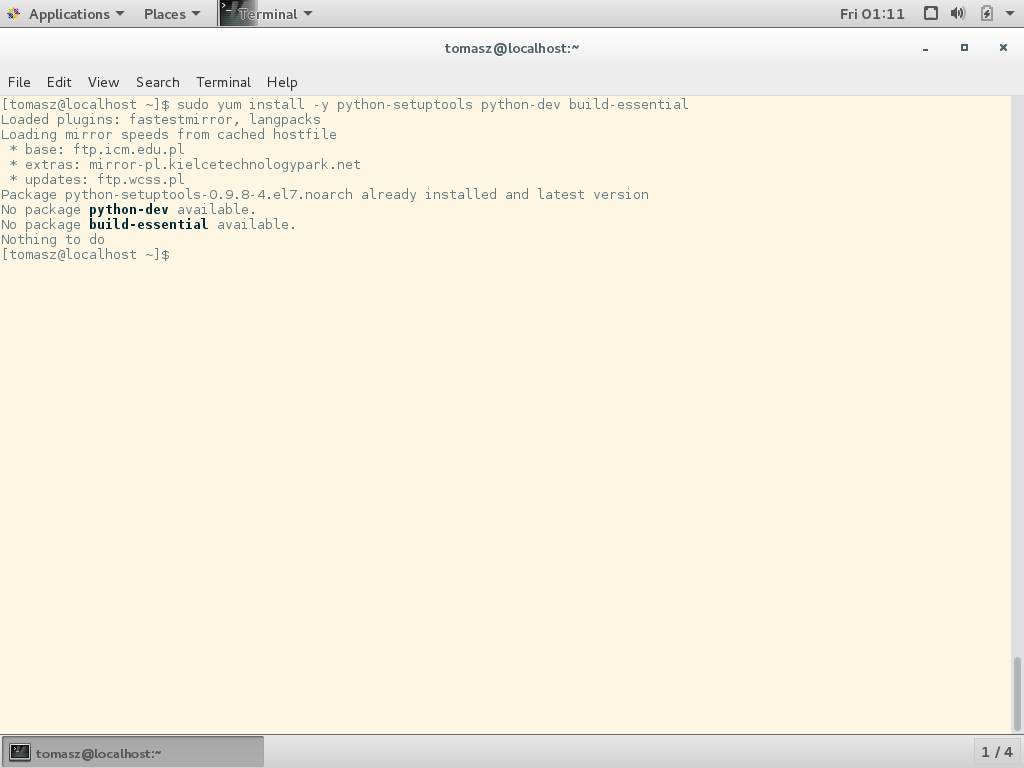 Applications Places Terminal Fri 01:11
tomasz@localhost:~
File Edit View Search Terminal Help
[tomasz@localhost ~]$ sudo yum install -y python-setuptools python-dev build-essential
Loaded plugins: fastestmirror, langpacks
Loading mirror speeds from cached hostfile
 * base: ftp.icm.edu.pl
 * extras: mirror-pl.kielcetechnologypark.net
 * updates: ftp.wcss.pl
Package python-setuptools-0.9.8-4.el7.noarch already installed and latest version
No package python-dev available.
No package build-essential available.
Nothing to do
[tomasz@localhost ~]$
tomasz@localhost:~ 1 / 4